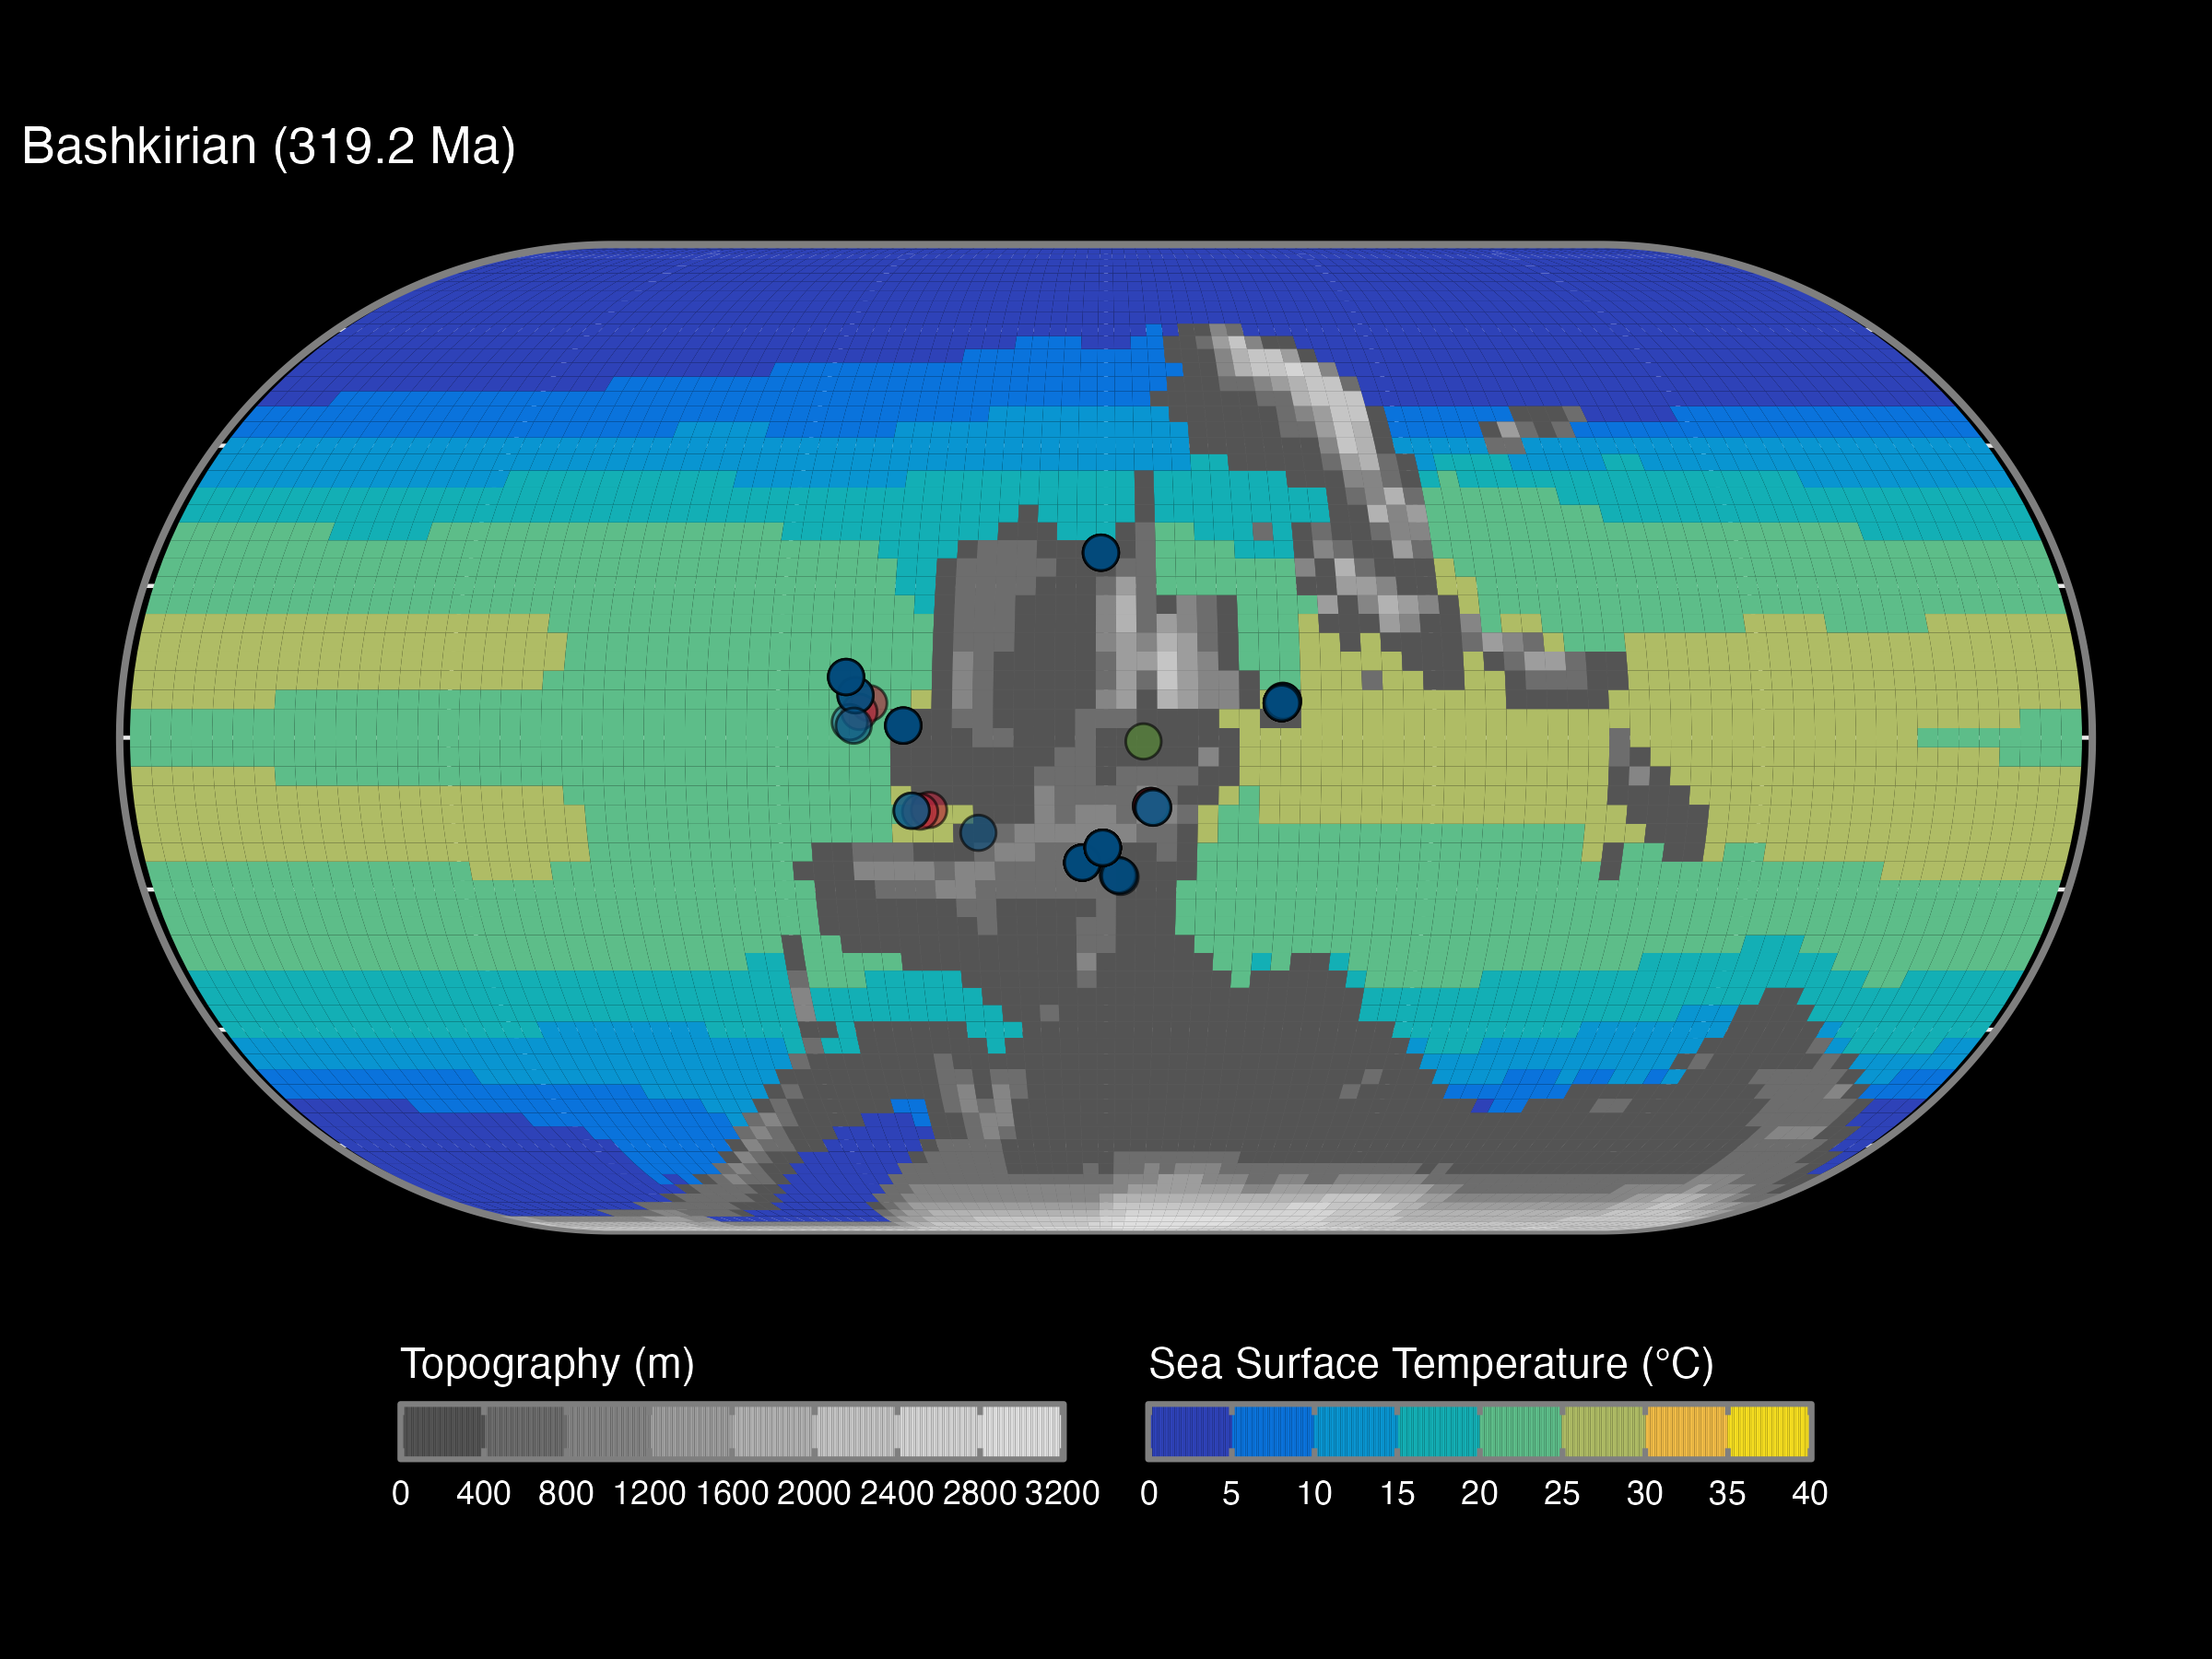 Bashkirian (319.2 Ma)
Topography (m)
0 400 800 1200 1600 2000 2400 2800 3200
Sea Surface Temperature (°C)
0 5 10 15 20 25 30 35 40